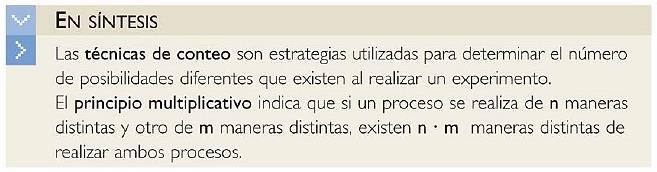 EN SÍNTESIS
Las técnicas de conteo son estrategias utilizadas para determinar el número
de posibilidades diferentes que existen al realizar un experimento.
El principio multiplicativo indica que si un proceso se realiza de n maneras
distintas y otro de m maneras distintas, existen n · m maneras distintas de
realizar ambos procesos.